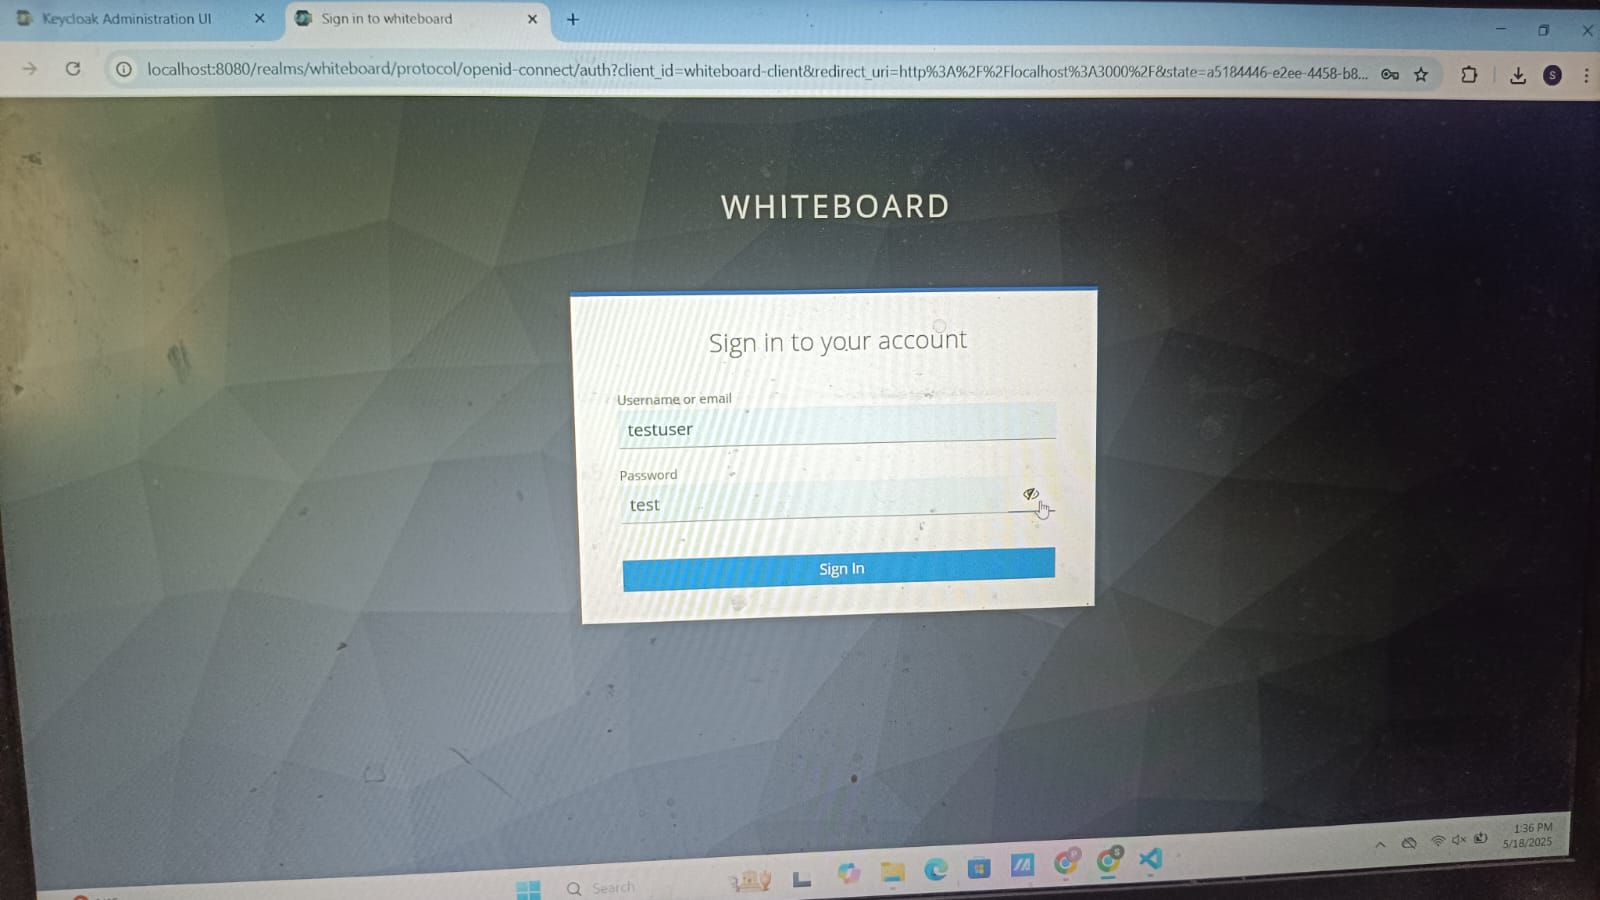 Keycloak Administration UI
Sign in to whiteboard
localhost:8080/realms/whiteboard/protocol/openid-connect/auth?client_id=whiteboard-client&redirect_uri=http%3A%2F%2Flocalhost%3A3000%2F&state=a5184446-e2ee-4458-b8...
S
WHITEBOARD
Sign in to your account
Username or email
testuser
Password
test
Sign In
1:36 PM
5/18/2025
Search